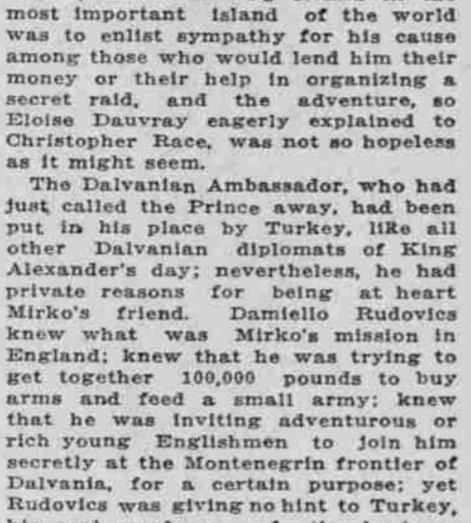 most important island of the world
was to enlist sympathy for his cause
among those who would lend him their
money or their help in organizing a
secret raid, and the adventure, so
Eloise Dauvray eagerly explained to
Christopher Race, was not so hopeless
as it might seem.
The Dalvanian Ambassador, who had
just called the Prince away, had been
put in his place by Turkey, like all
other Dalvanian diplomats of King
Alexander's day; nevertheless, he had
private reasons for being at heart
Mirko's friend. Damiello Rudovics
knew what was Mirko's mission in
England; knew that he was trying to
get together 100,000 pounds to buy
arms and feed a small army; knew
that he was inviting adventurous or
rich young Englishmen to join him
secretly at the Montenegrin frontier of
Dalvania, for a certain purpose; yet
Rudovics was giving no hint to Turkey,